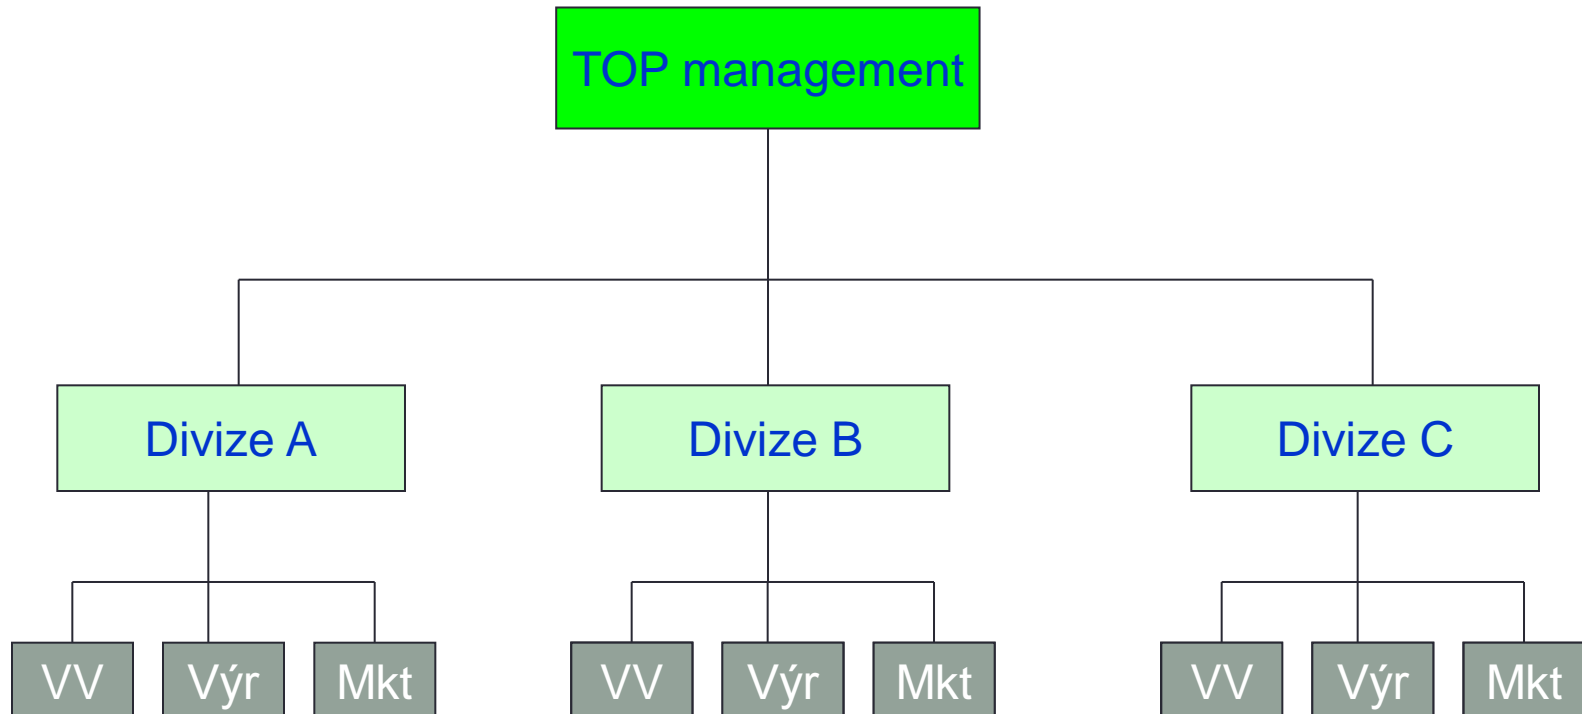 TOP management
Divize A
Divize B
Divize C
VV
Výr
Mkt
VV
Výr
Mkt
VV
Výr
Mkt